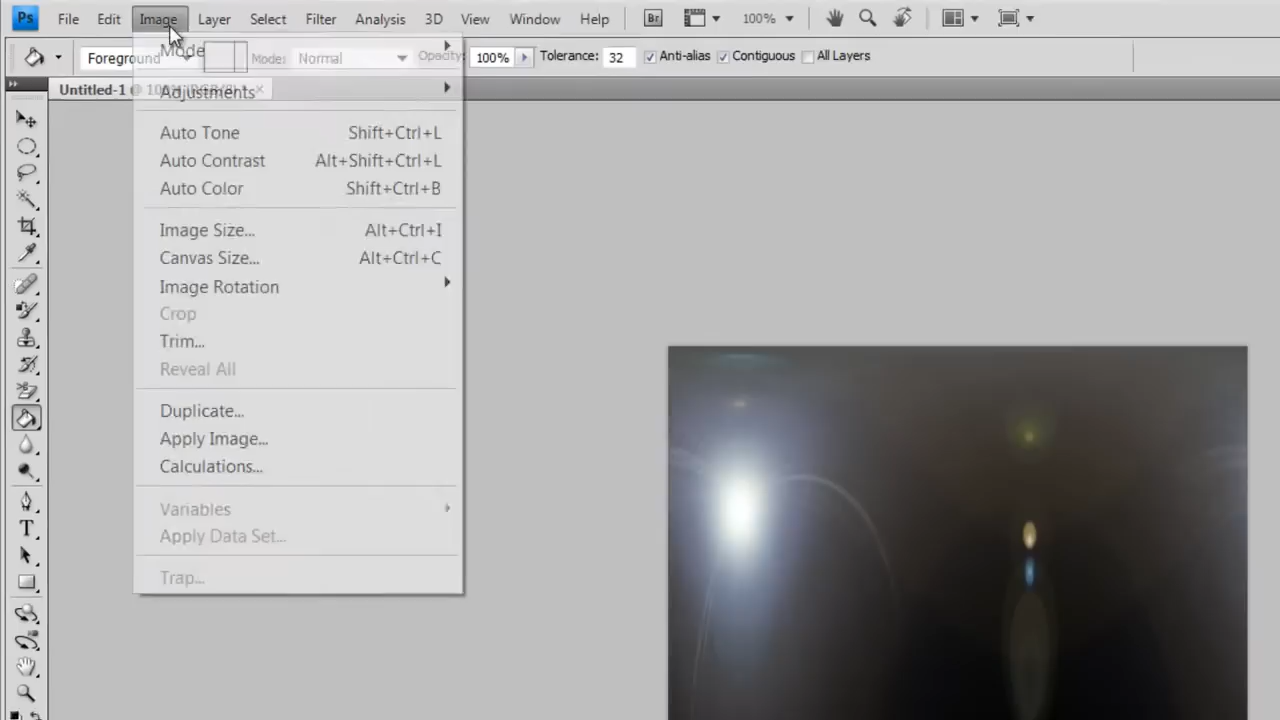 Ps File Edit Image Layer Select Filter Analysis 3D View Window Help Br 100%
Foreground Mode: Normal Opacity: 100% Tolerance: 32 Anti-alias Contiguous All Layers
Untitled-1 @
Mode
Adjustments
Auto Tone Shift+Ctrl+L
Auto Contrast Alt+Shift+Ctrl+L
Auto Color Shift+Ctrl+B
Image Size... Alt+Ctrl+I
Canvas Size... Alt+Ctrl+C
Image Rotation
Crop
Trim...
Reveal All
Duplicate...
Apply Image...
Calculations...
Variables
Apply Data Set...
Trap...
T